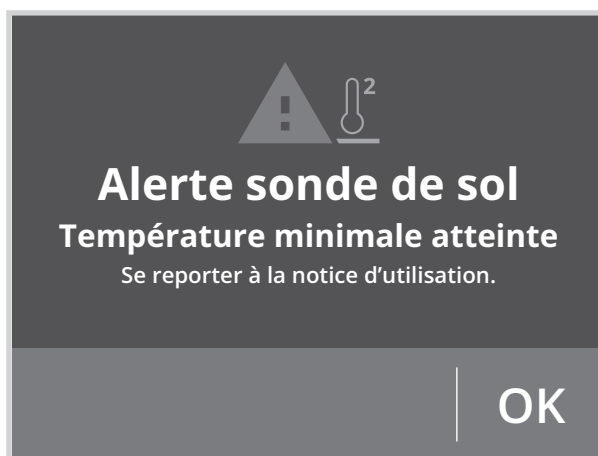 2
Alerte sonde de sol
Température minimale atteinte
Se reporter à la notice d’utilisation.
OK